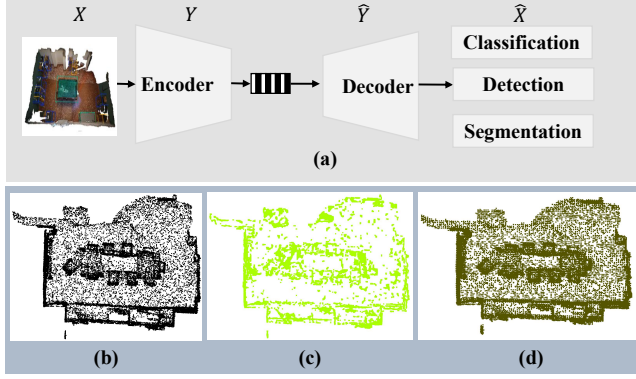 X Y Ŷ X̂
Classification
Encoder Decoder Detection
Segmentation
(a)
(b) (c) (d)